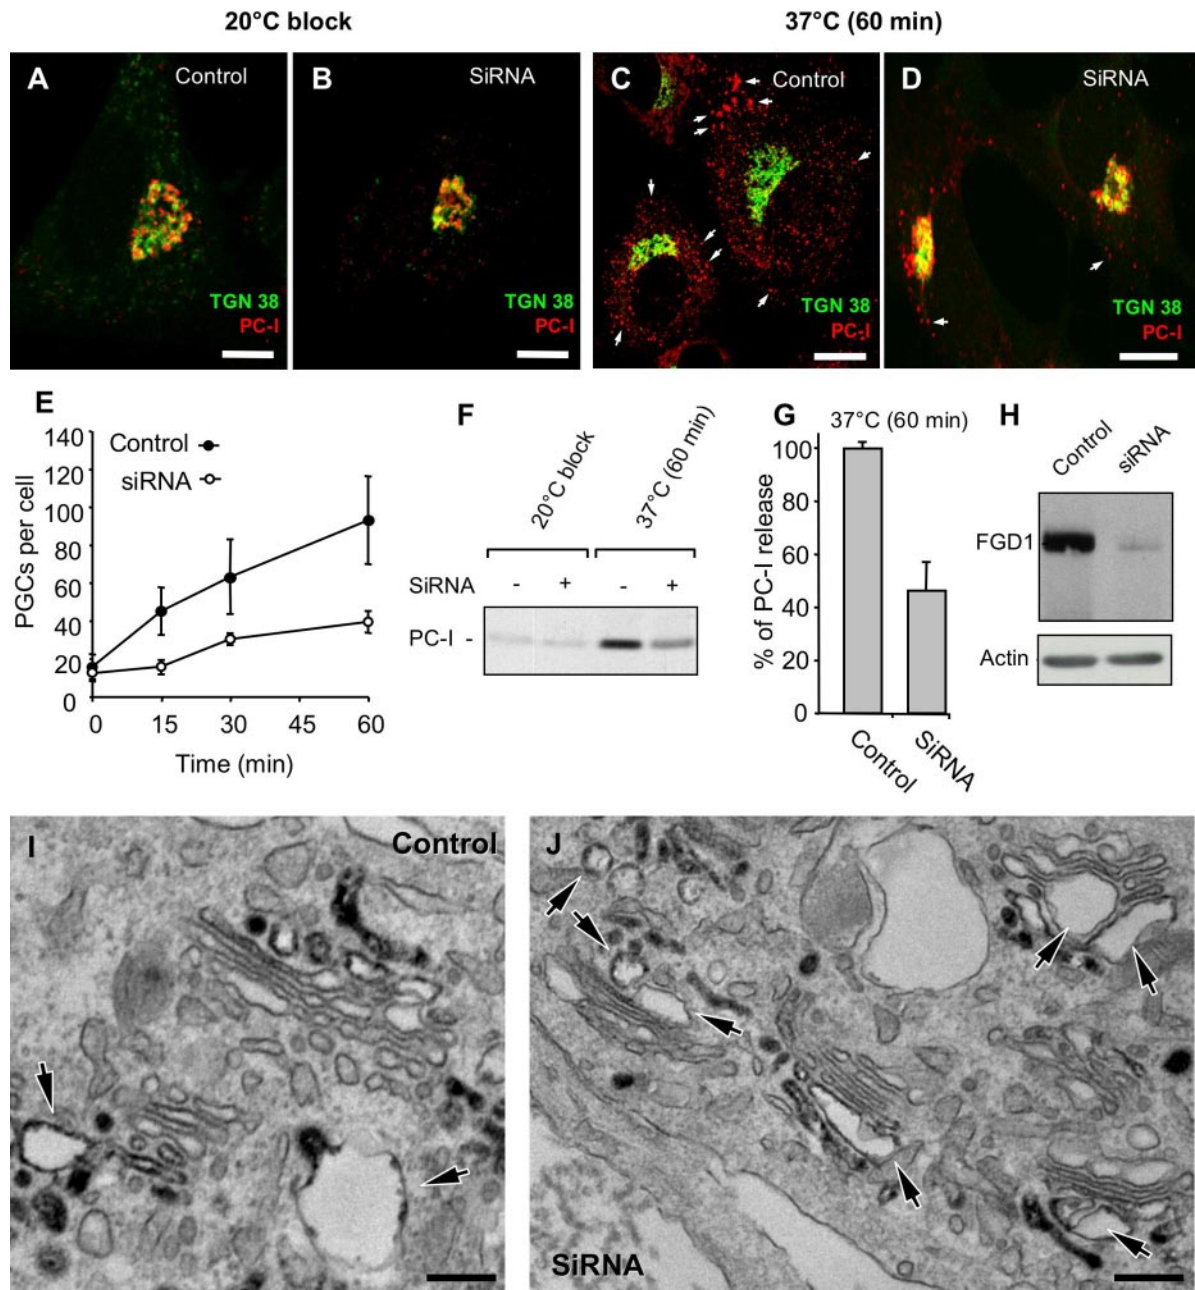 20°C block
37°C (60 min)
A
Control
TGN 38
PC-I
B
SiRNA
TGN 38
PC-I
C
Control
TGN 38
PC-I
D
SiRNA
TGN 38
PC-I
E
140
120
100
80
60
40
20
0
Control
siRNA
PGCs per cell
0 15 30 45 60
Time (min)
F
20°C block
37°C (60 min)
SiRNA - + - +
PC-I -
G
37°C (60 min)
% of PC-I release
100
80
60
40
20
0
Control
SiRNA
H
Control
siRNA
FGD1
Actin
I
Control
J
SiRNA